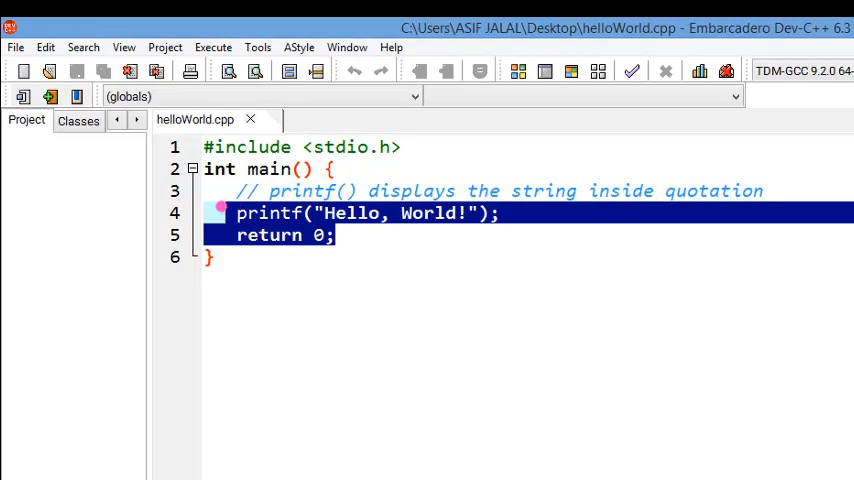 C:\Users\ASIF JALAL\Desktop\helloWorld.cpp - Embarcadero Dev-C++ 6.3
File Edit Search View Project Execute Tools AStyle Window Help
TDM-GCC 9.2.0 64-
(globals)
Project Classes helloWorld.cpp
1 #include <stdio.h>
2 int main() {
3 // printf() displays the string inside quotation
4 printf("Hello, World!");
5 return 0;
6 }